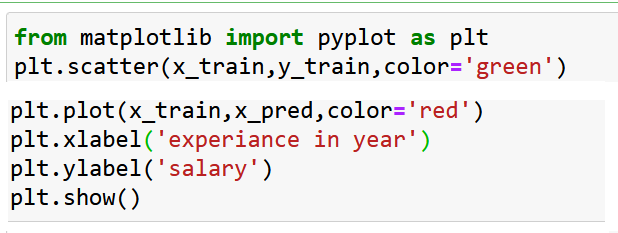 from matplotlib import pyplot as plt
plt.scatter(x_train,y_train,color='green')
plt.plot(x_train,x_pred,color='red')
plt.xlabel('experiance in year')
plt.ylabel('salary')
plt.show()